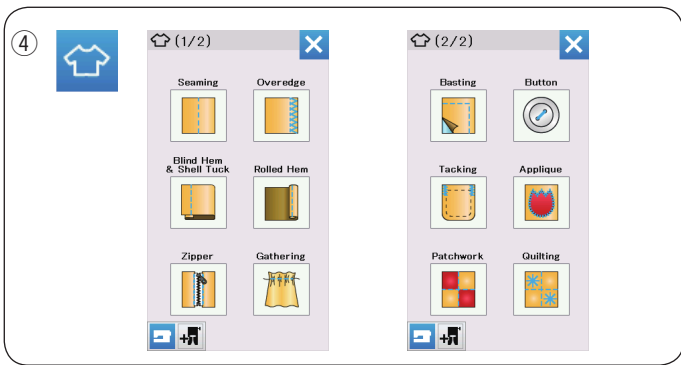 ④
(1/2)
Seaming Overedge
Blind Hem
& Shell Tuck
Rolled Hem
Zipper Gathering
(2/2)
Basting Button
Tacking Applique
Patchwork Quilting